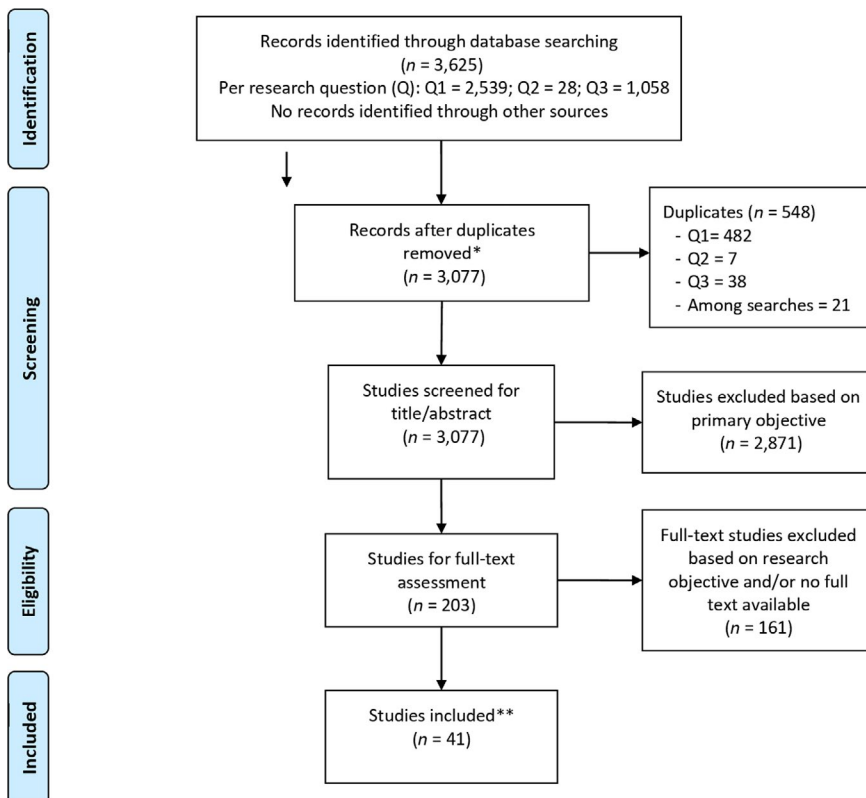 Identification
Records identified through database searching
(n = 3,625)
Per research question (Q): Q1 = 2,539; Q2 = 28; Q3 = 1,058
No records identified through other sources
Screening
Records after duplicates
removed*
(n = 3,077)
Duplicates (n = 548)
- Q1= 482
- Q2 = 7
- Q3 = 38
- Among searches = 21
Studies screened for
title/abstract
(n = 3,077)
Studies excluded based on
primary objective
(n = 2,871)
Eligibility
Studies for full-text
assessment
(n = 203)
Full-text studies excluded
based on research
objective and/or no full
text available
(n = 161)
Included
Studies included**
(n = 41)